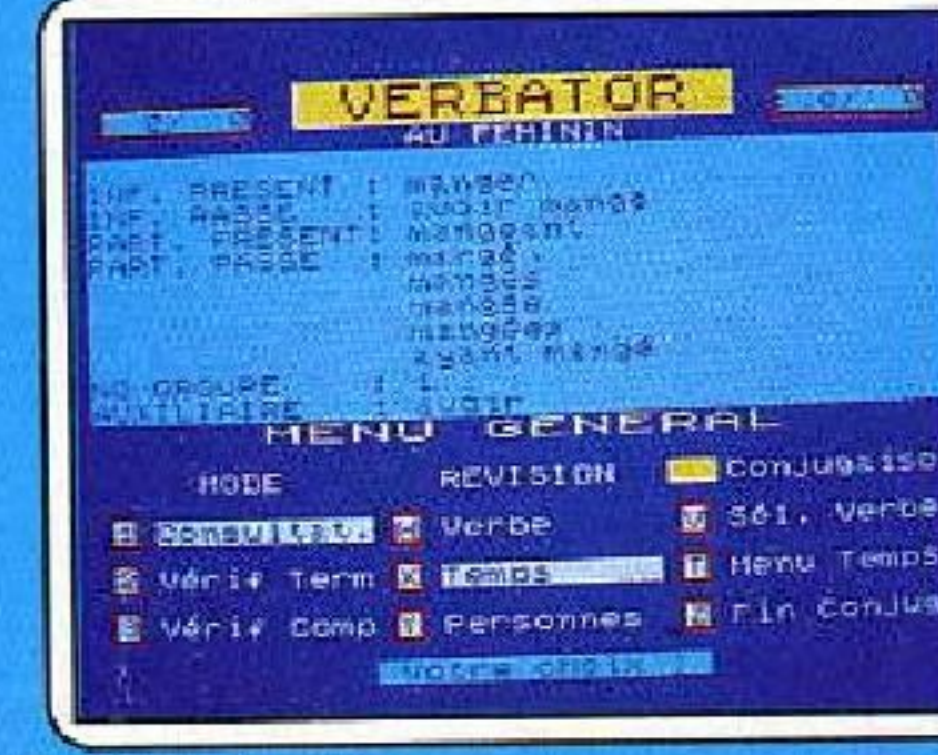 VERBATOR
AU FEMININ
INF. PRESENT : manger
INF. PASSE : avoir mangé
PART. PRESENT: mangeant
PART. PASSE : mangé
mangée
mangés
mangées
ayant mangé
NO GROUPE : 1
AUXILIAIRE : avoir
MENU GENERAL
MODE REVISION Conjugaiso
Consultat. Verbe Sél. Verbe
Vérif Term Temps Menu Temps
Vérif Comp Personnes Fin Conjug
Votre choix :